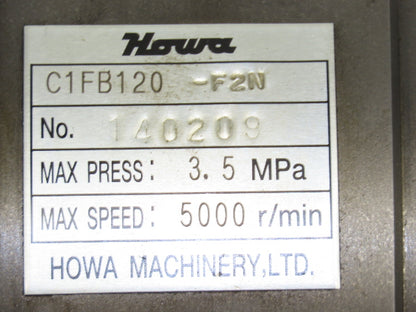 Howa
C1FB120 -F2N
No. 140209
MAX PRESS: 3.5 MPa
MAX SPEED: 5000 r/min
HOWA MACHINERY,LTD.